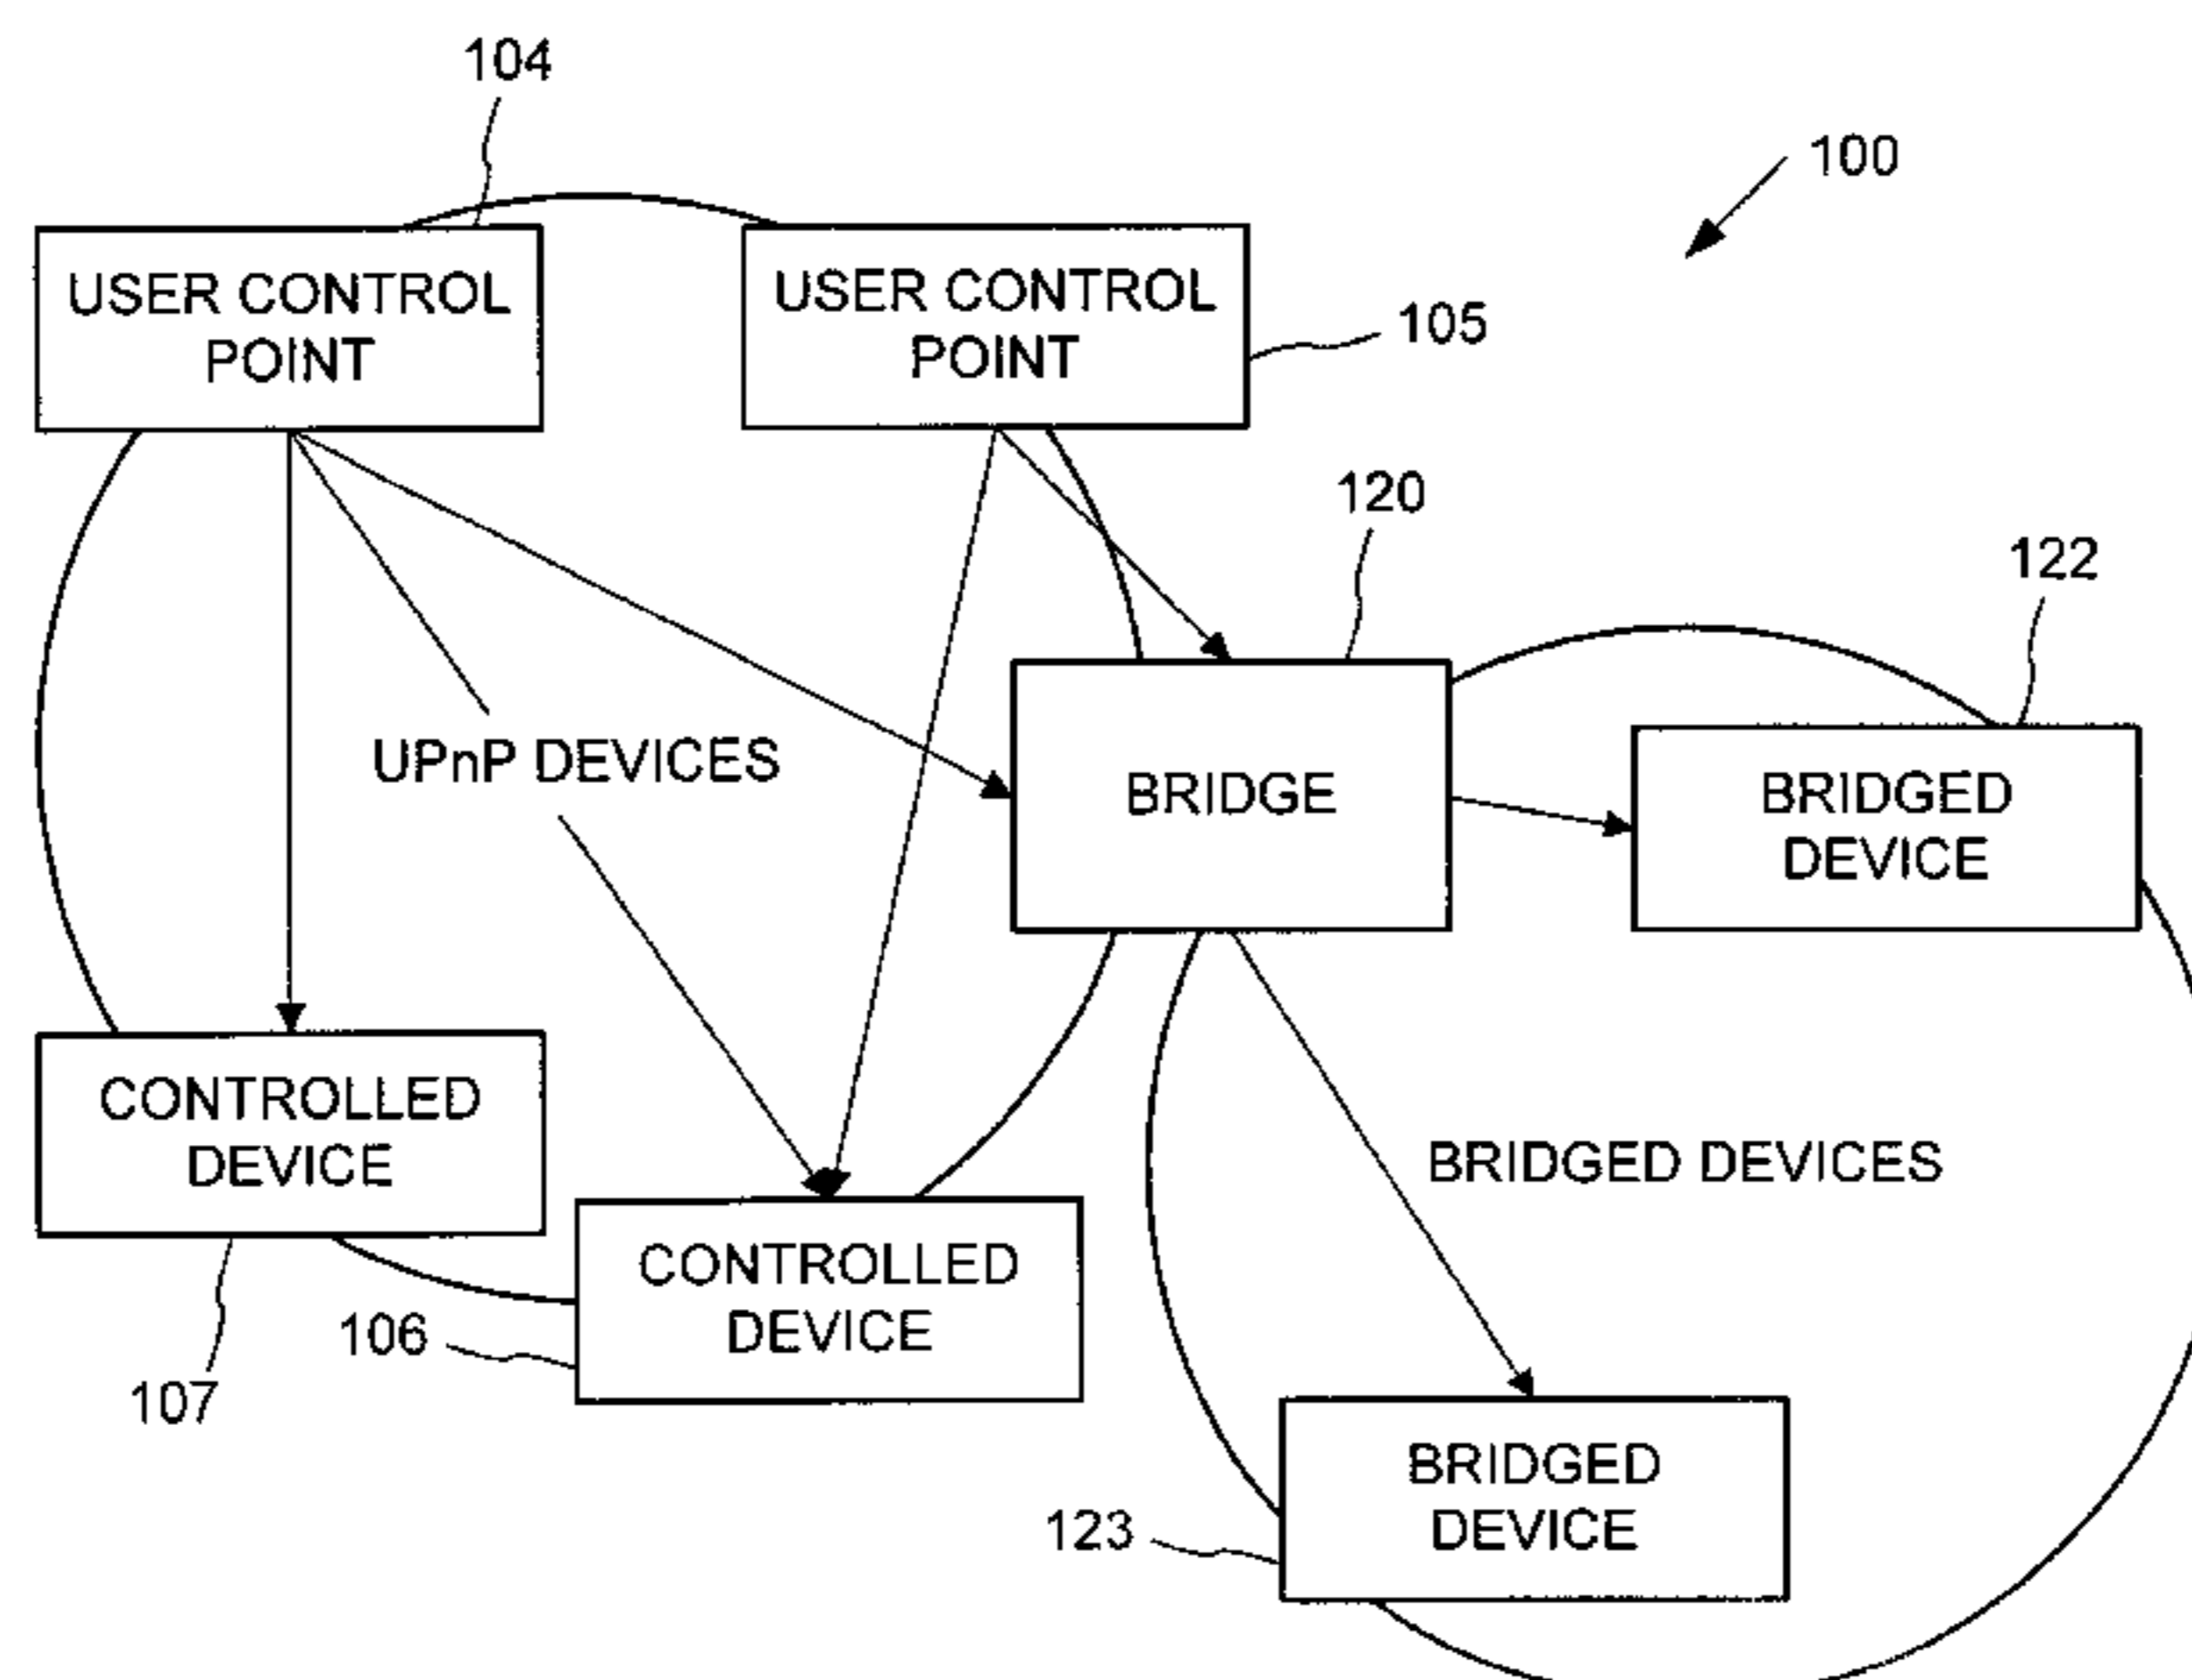 104
100
USER CONTROL
POINT
USER CONTROL
POINT
105
120
122
UPnP DEVICES
BRIDGE
BRIDGED
DEVICE
CONTROLLED
DEVICE
BRIDGED DEVICES
CONTROLLED
DEVICE
106
107
BRIDGED
DEVICE
123